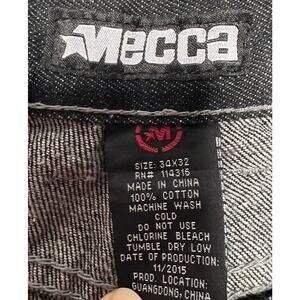 Mecca
M
SIZE: 34X32
RN# 114316
MADE IN CHINA
100% COTTON
MACHINE WASH
COLD
DO NOT USE
CHLORINE BLEACH
TUMBLE DRY LOW
DATE OF PRODUCTION:
11/2015
PROD. LOCATION:
GUANGDONG, CHINA